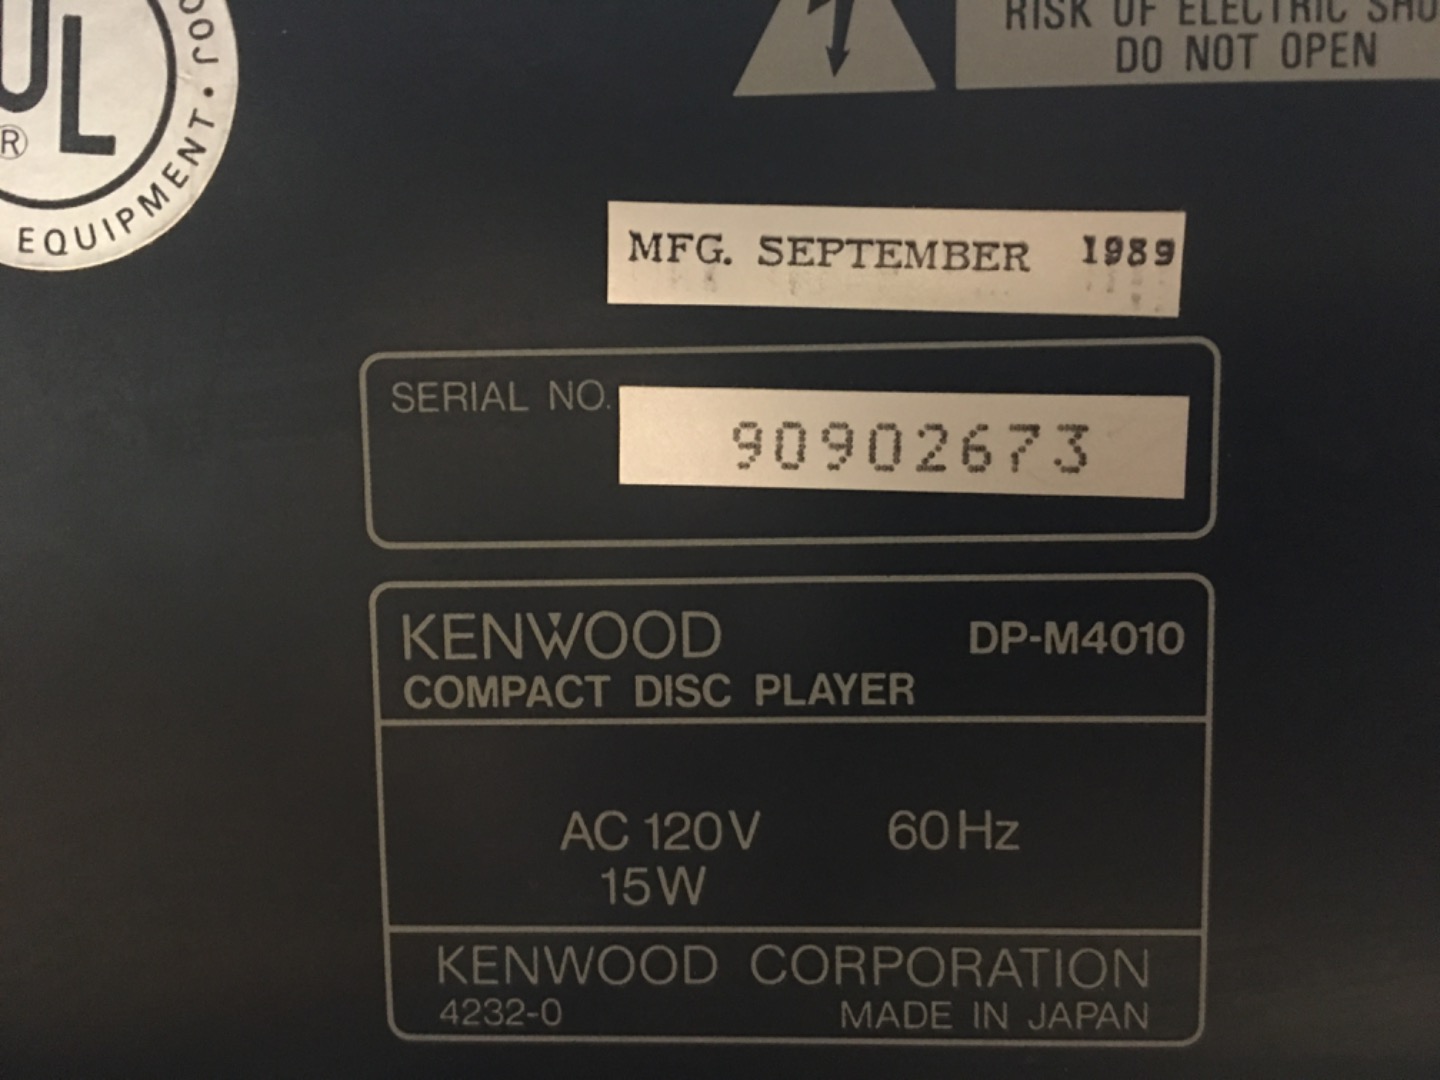 UL
®
EQUIPMENT •
RISK OF ELECTRIC
DO NOT OPEN
MFG. SEPTEMBER 1989
SERIAL NO. 90902673
KENWOOD DP-M4010
COMPACT DISC PLAYER
AC 120V 60Hz
15W
KENWOOD CORPORATION
4232-0 MADE IN JAPAN